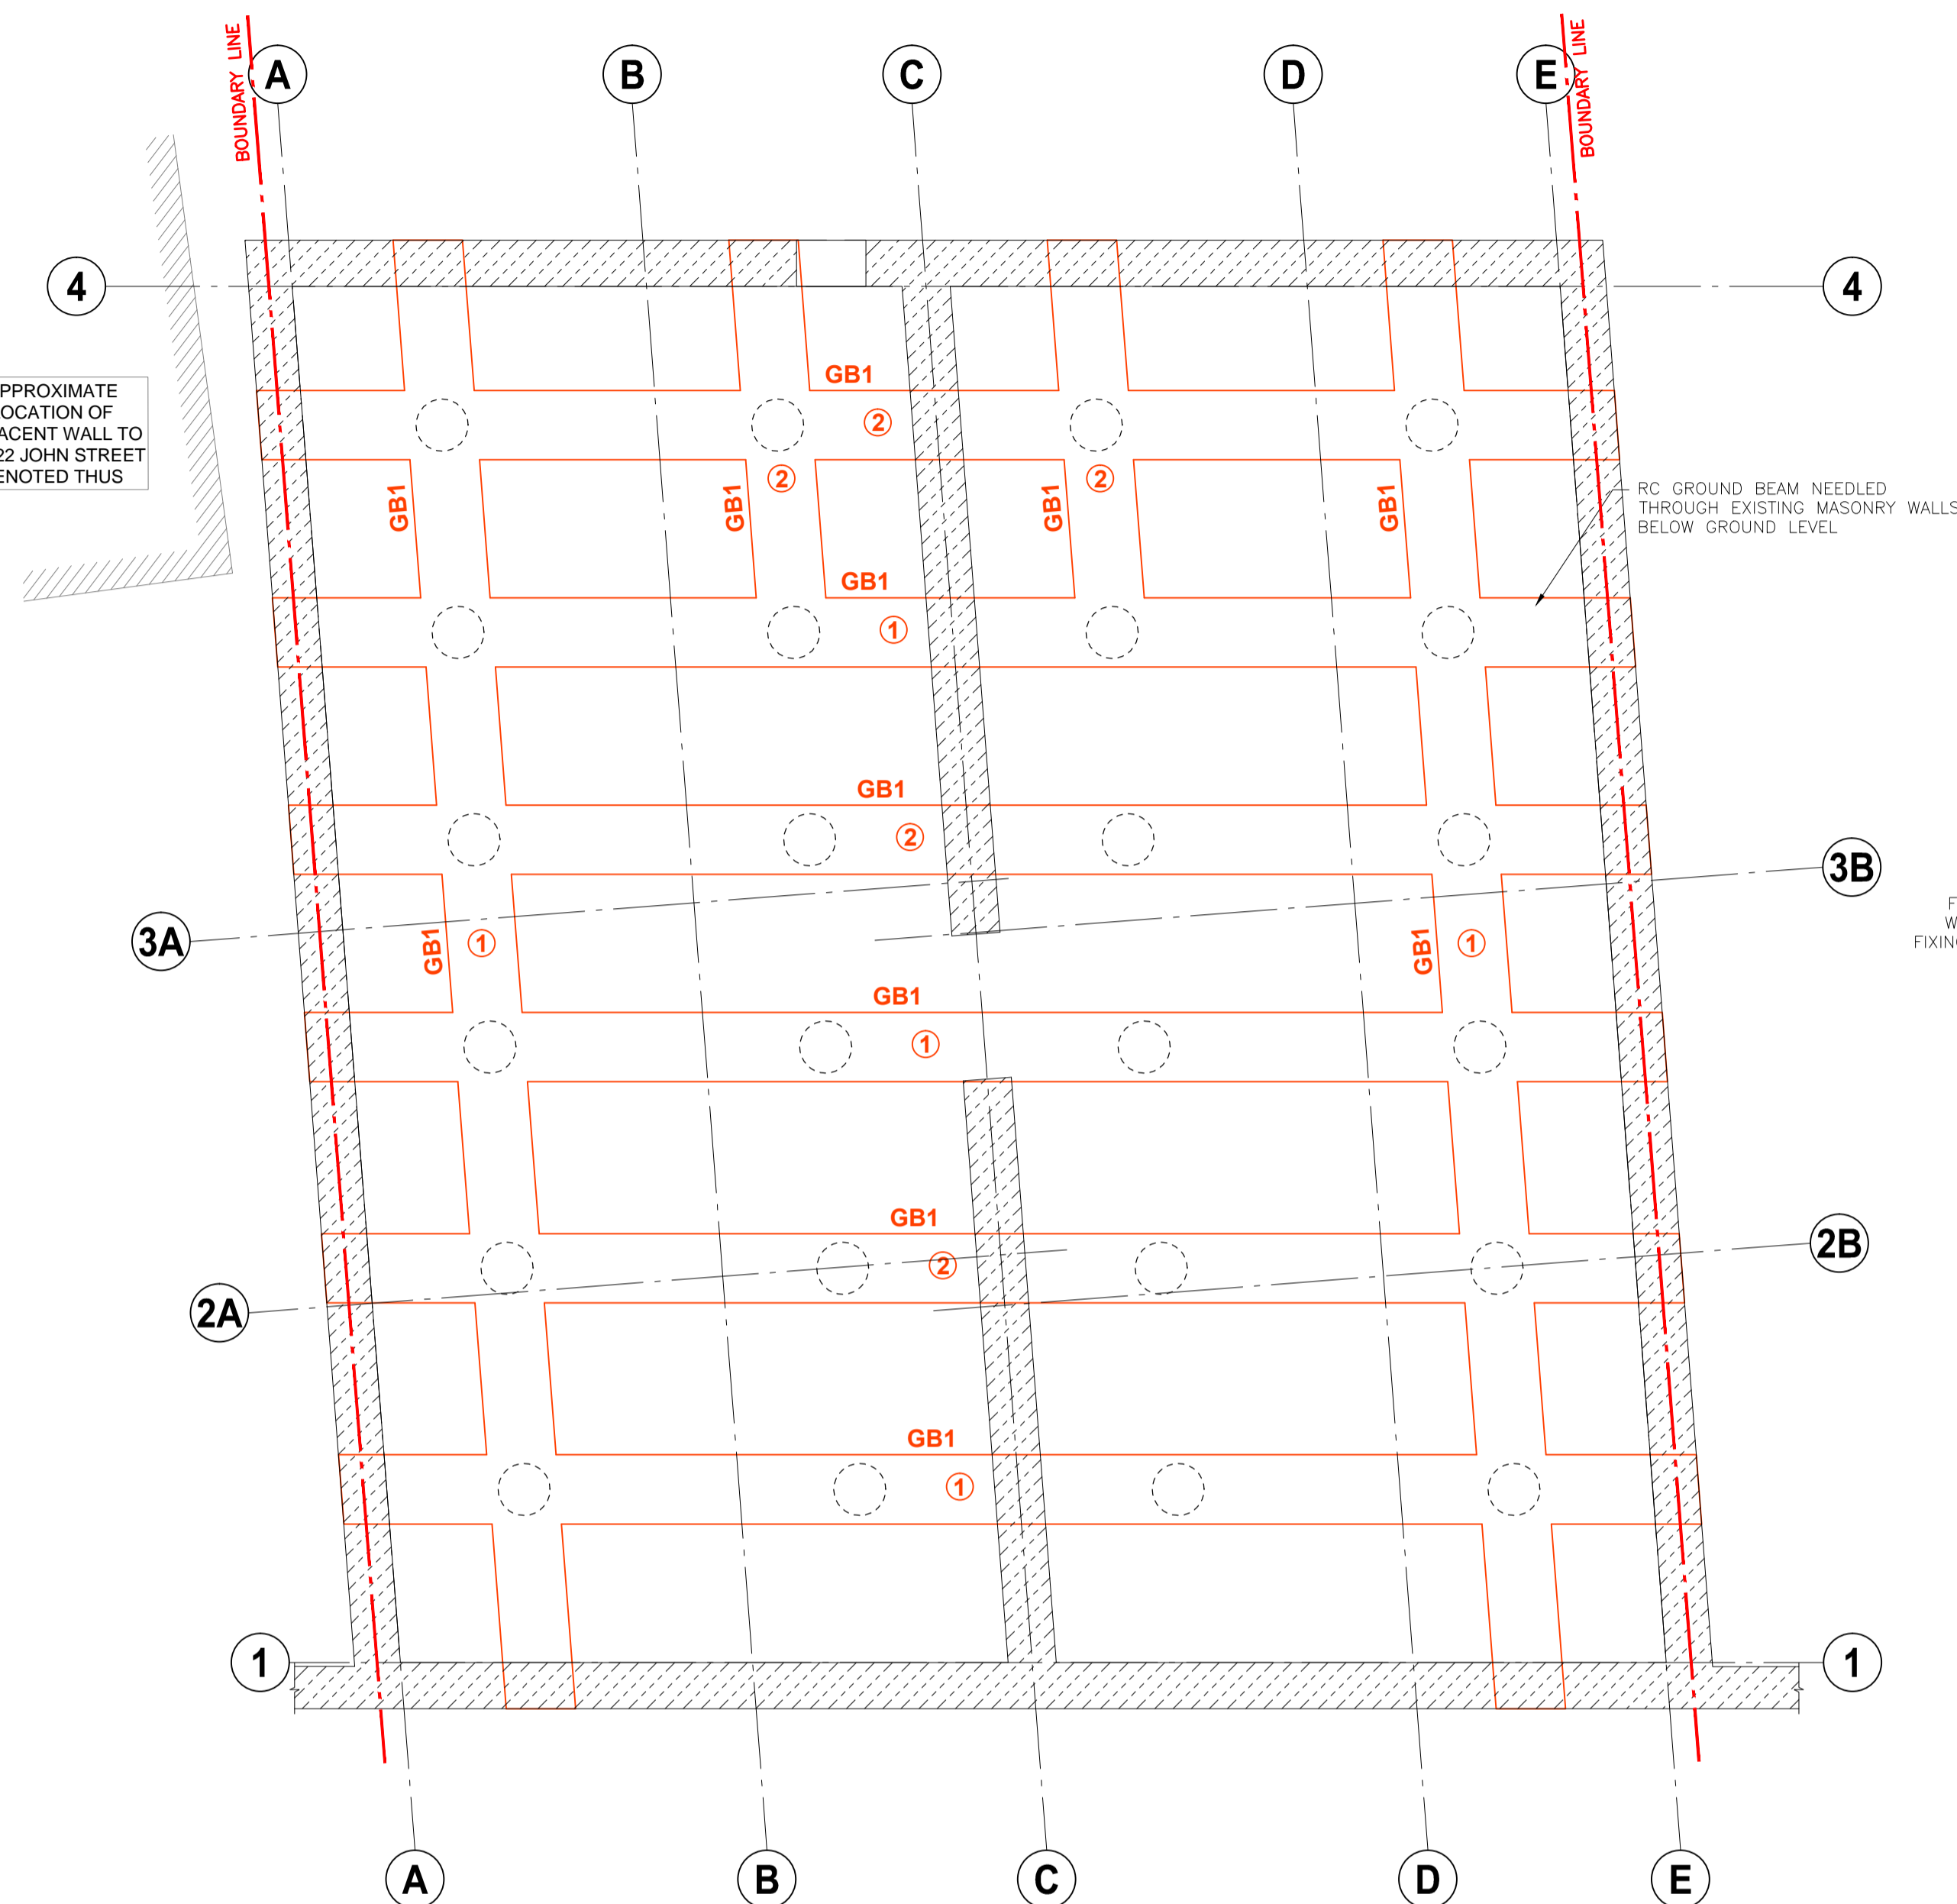 BOUNDARY LINE
A
B
C
D
E
BOUNDARY LINE
4
4
PPROXIMATE
OCATION OF
ACENT WALL TO
22 JOHN STREET
ENOTED THUS
GB1
2
GB1
GB1
2
GB1
2
GB1
RC GROUND BEAM NEEDLED
THROUGH EXISTING MASONRY WALLS
BELOW GROUND LEVEL
GB1
1
GB1
2
3A
3B
GB1
1
GB1
1
F
W
FIXING
GB1
1
GB1
2
2A
2B
GB1
1
1
1
A
B
C
D
E